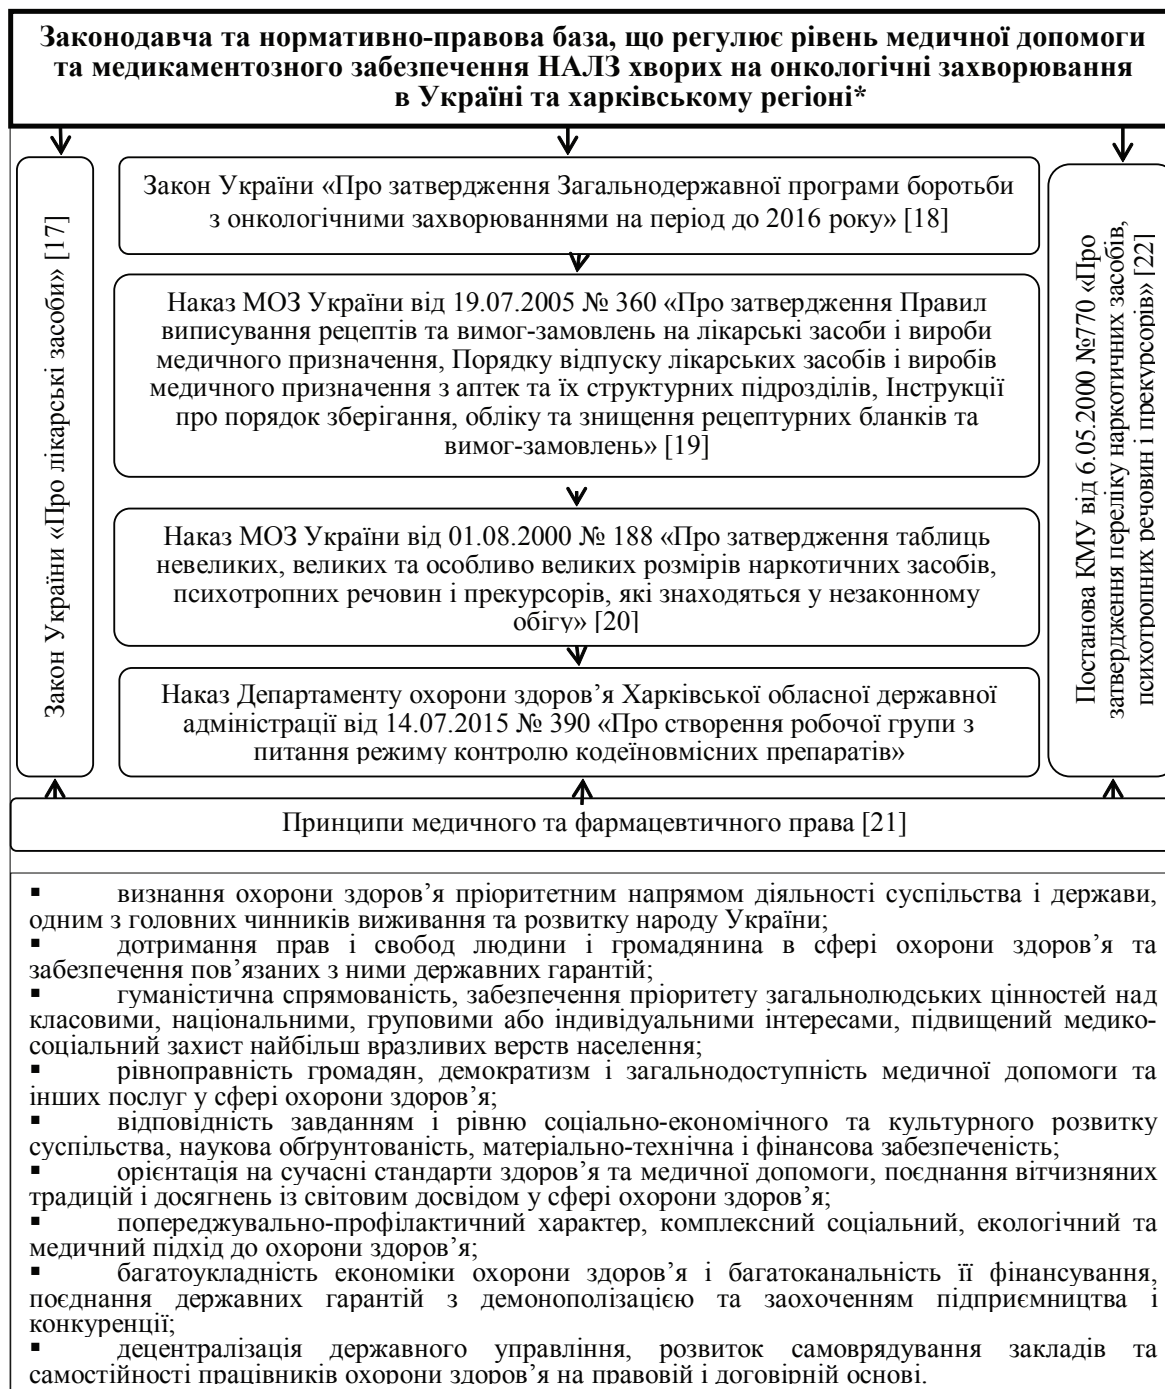 Законодавча та нормативно-правова база, що регулює рівень медичної допомоги
та медикаментозного забезпечення НАЛЗ хворих на онкологічні захворювання
в Україні та харківському регіоні*
Закон України «Про лікарські засоби» [17]
Закон України «Про затвердження Загальнодержавної програми боротьби
з онкологічними захворюваннями на період до 2016 року» [18]
Наказ МОЗ України від 19.07.2005 № 360 «Про затвердження Правил
виписування рецептів та вимог-замовлень на лікарські засоби і вироби
медичного призначення, Порядку відпуску лікарських засобів і виробів
медичного призначення з аптек та їх структурних підрозділів, Інструкції
про порядок зберігання, обліку та знищення рецептурних бланків та
вимог-замовлень» [19]
Наказ МОЗ України від 01.08.2000 № 188 «Про затвердження таблиць
невеликих, великих та особливо великих розмірів наркотичних засобів,
психотропних речовин і прекурсорів, які знаходяться у незаконному
обігу» [20]
Наказ Департаменту охорони здоров’я Харківської обласної державної
адміністрації від 14.07.2015 № 390 «Про створення робочої групи з
питання режиму контролю кодеїновмісних препаратів»
Постанова КМУ від 6.05.2000 №770 «Про
затвердження переліку наркотичних засобів,
психотропних речовин і прекурсорів» [22]
Принципи медичного та фармацевтичного права [21]
▪ визнання охорони здоров’я пріоритетним напрямом діяльності суспільства і держави,
одним з головних чинників виживання та розвитку народу України;
▪ дотримання прав і свобод людини і громадянина в сфері охорони здоров’я та
забезпечення пов’язаних з ними державних гарантій;
▪ гуманістична спрямованість, забезпечення пріоритету загальнолюдських цінностей над
класовими, національними, груповими або індивідуальними інтересами, підвищений медико-
соціальний захист найбільш вразливих верств населення;
▪ рівноправність громадян, демократизм і загальнодоступність медичної допомоги та
інших послуг у сфері охорони здоров’я;
▪ відповідність завданням і рівню соціально-економічного та культурного розвитку
суспільства, наукова обґрунтованість, матеріально-технічна і фінансова забезпеченість;
▪ орієнтація на сучасні стандарти здоров’я та медичної допомоги, поєднання вітчизняних
традицій і досягнень із світовим досвідом у сфері охорони здоров’я;
▪ попереджувально-профілактичний характер, комплексний соціальний, екологічний та
медичний підхід до охорони здоров’я;
▪ багатоукладність економіки охорони здоров’я і багатоканальність її фінансування,
поєднання державних гарантій з демонополізацією та заохоченням підприємництва і
конкуренції;
▪ децентралізація державного управління, розвиток самоврядування закладів та
самостійності працівників охорони здоров’я на правовій і договірній основі.